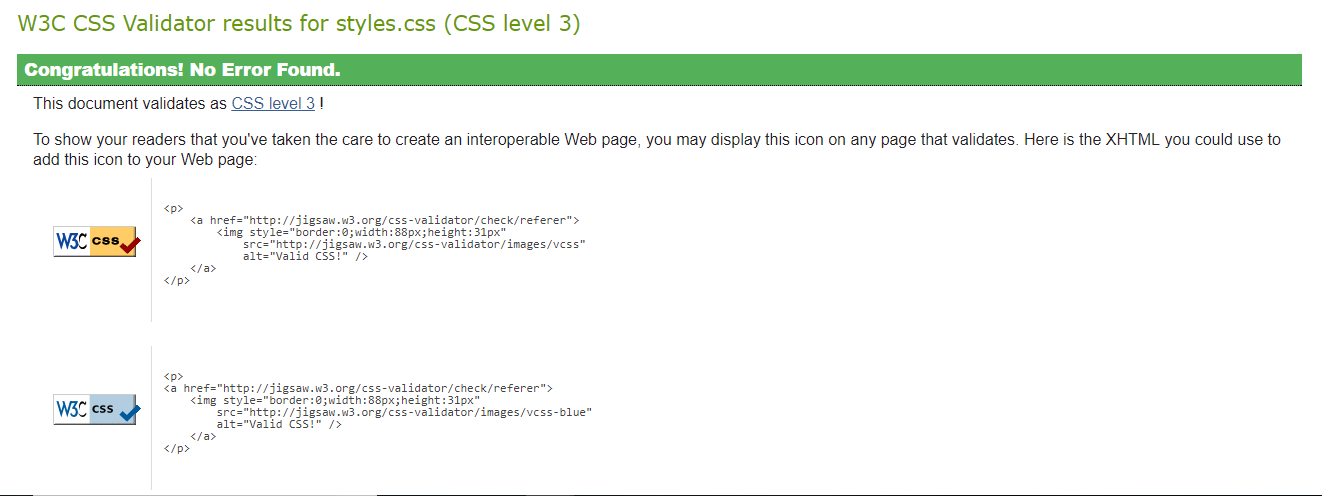 W3C CSS Validator results for styles.css (CSS level 3)
Congratulations! No Error Found.
This document validates as CSS level 3 !
To show your readers that you've taken the care to create an interoperable Web page, you may display this icon on any page that validates. Here is the XHTML you could use to
add this icon to your Web page:
W3C css
<p>
<a href="http://jigsaw.w3.org/css-validator/check/referer">
<img style="border:0;width:88px;height:31px"
src="http://jigsaw.w3.org/css-validator/images/vcss"
alt="Valid CSS!" />
</a>
</p>
W3C css
<p>
<a href="http://jigsaw.w3.org/css-validator/check/referer">
<img style="border:0;width:88px;height:31px"
src="http://jigsaw.w3.org/css-validator/images/vcss-blue"
alt="Valid CSS!" />
</a>
</p>